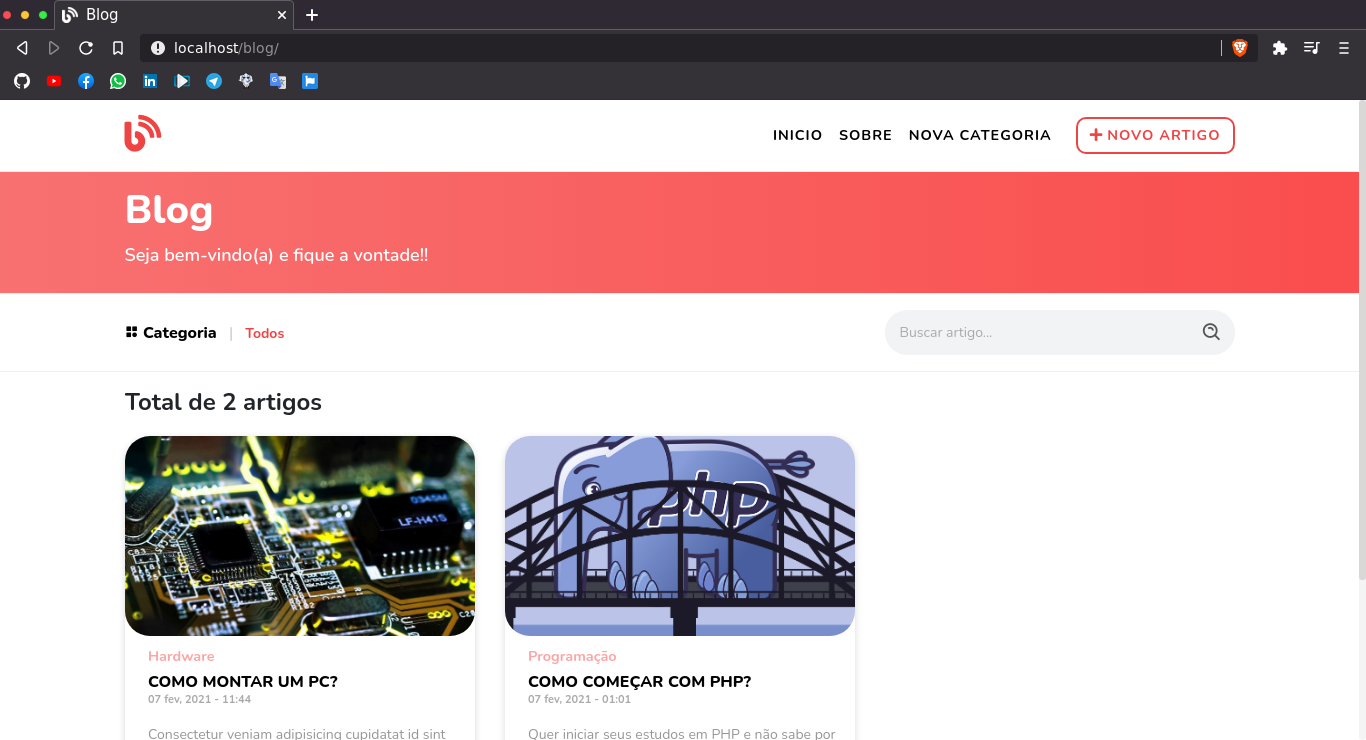 Blog
localhost/blog/
INICIO SOBRE NOVA CATEGORIA NOVO ARTIGO
Blog
Seja bem-vindo(a) e fique a vontade!!
Categoria | Todos
Buscar artigo...
Total de 2 artigos
0345M
LF-H41S
php
Hardware
COMO MONTAR UM PC?
07 fev, 2021 - 11:44
Consectetur veniam adipisicing cupidatat id sint
Programação
COMO COMEÇAR COM PHP?
07 fev, 2021 - 01:01
Quer iniciar seus estudos em PHP e não sabe por